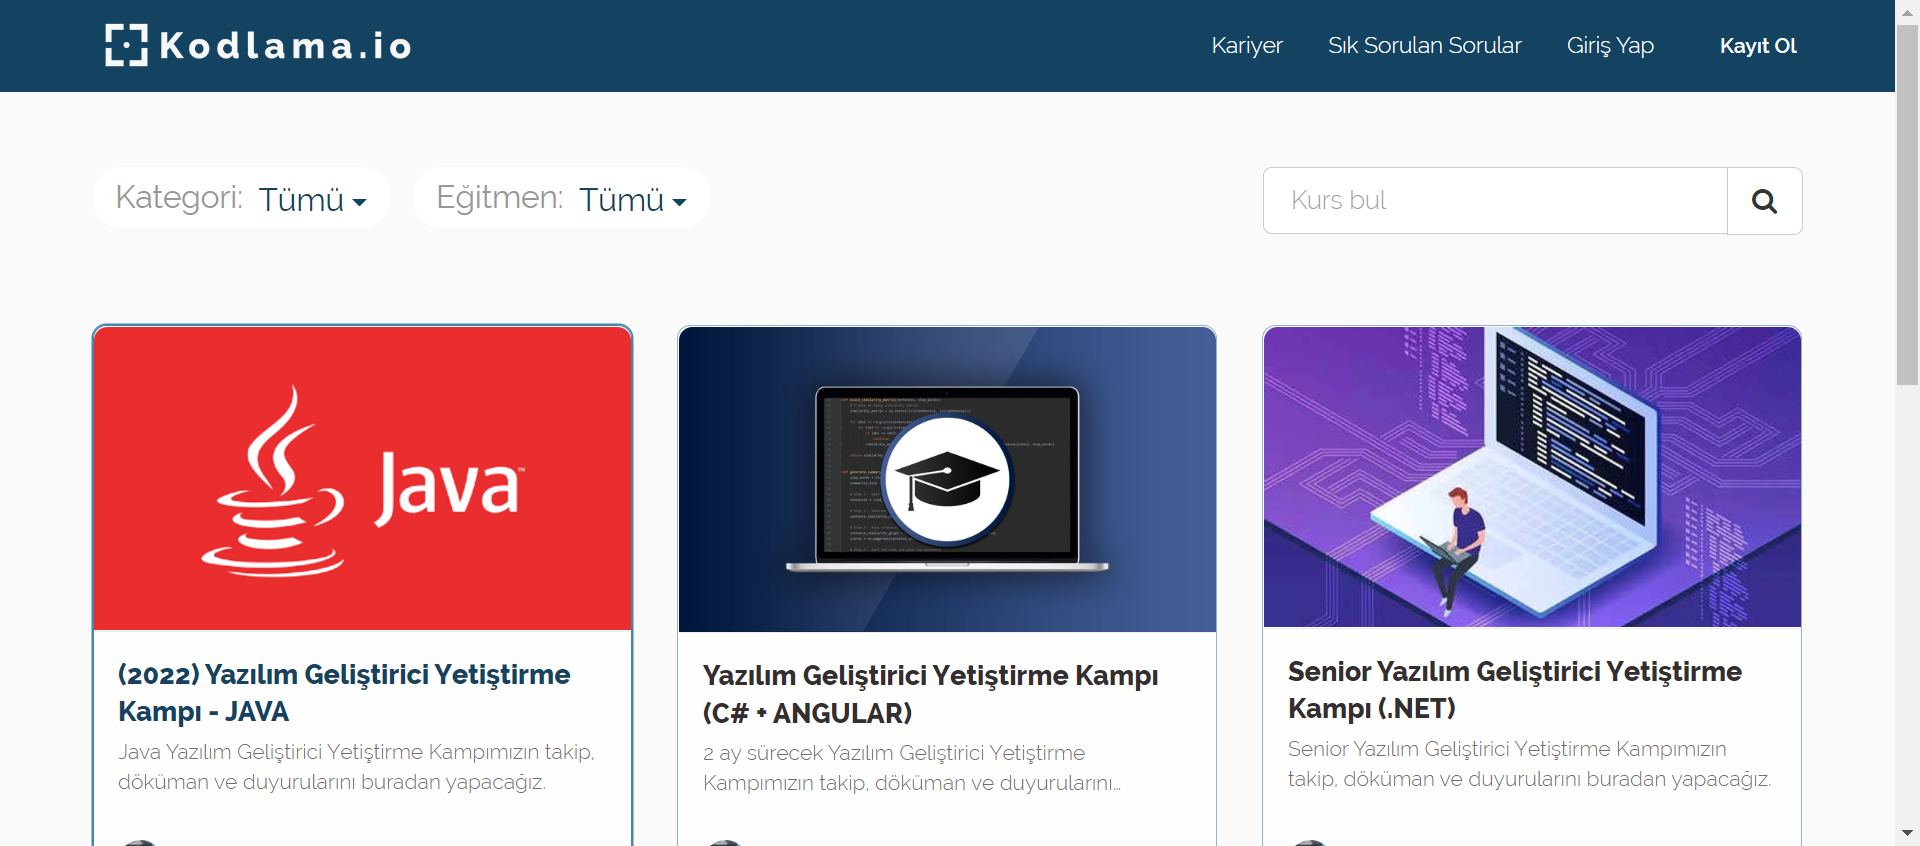 Kodlama.io
Kariyer
Sık Sorulan Sorular
Giriş Yap
Kayıt Ol
Kategori: Tümü
Eğitmen: Tümü
Kurs bul
Java™
(2022) Yazılım Geliştirici Yetiştirme
Kampı - JAVA
Java Yazılım Geliştirici Yetiştirme Kampımızın takip,
döküman ve duyurularını buradan yapacağız.
Yazılım Geliştirici Yetiştirme Kampı
(C# + ANGULAR)
2 ay sürecek Yazılım Geliştirici Yetiştirme
Kampımızın takip, döküman ve duyurularını...
Senior Yazılım Geliştirici Yetiştirme
Kampı (.NET)
Senior Yazılım Geliştirici Yetiştirme Kampımızın
takip, döküman ve duyurularını buradan yapacağız.